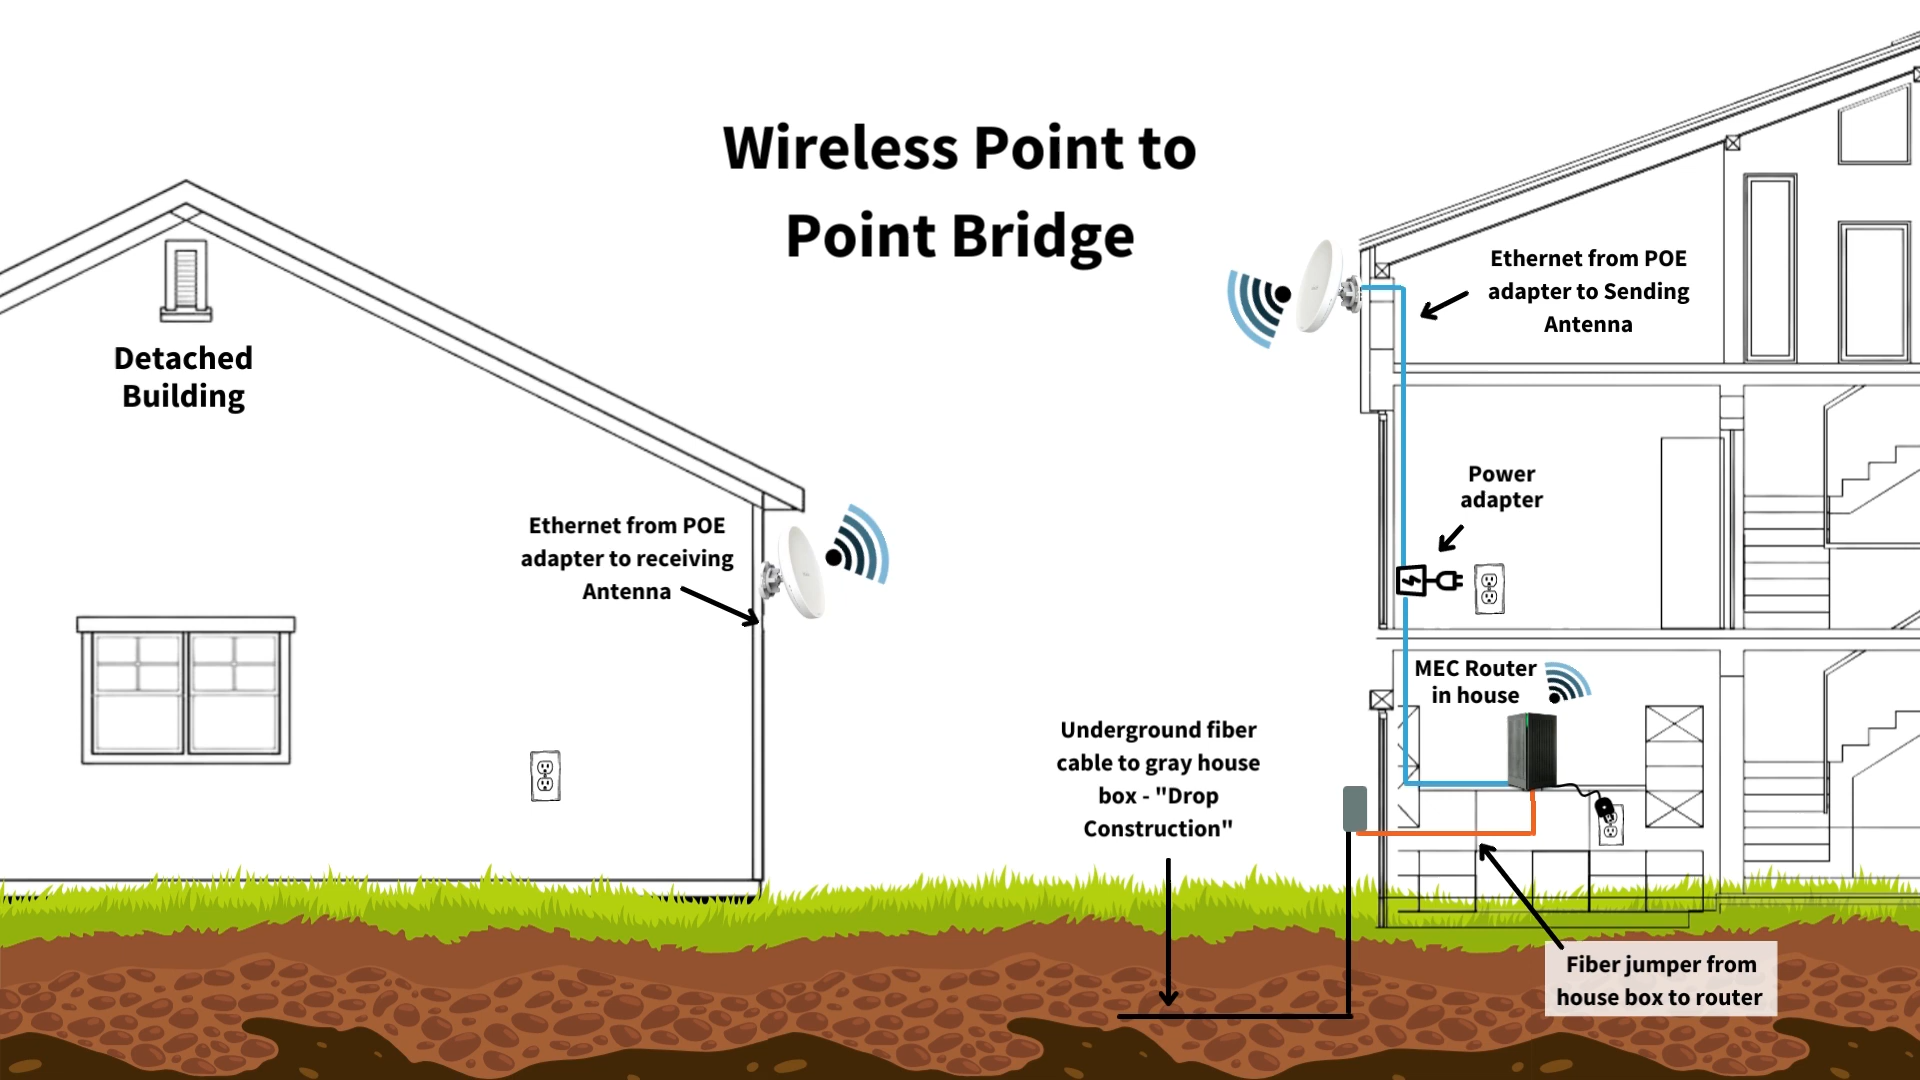 Wireless Point to
Point Bridge
Detached
Building
Ethernet from POE
adapter to receiving
Antenna
Ethernet from POE
adapter to Sending
Antenna
Power
adapter
MEC Router
in house
Underground fiber
cable to gray house
box - "Drop
Construction"
Fiber jumper from
house box to router